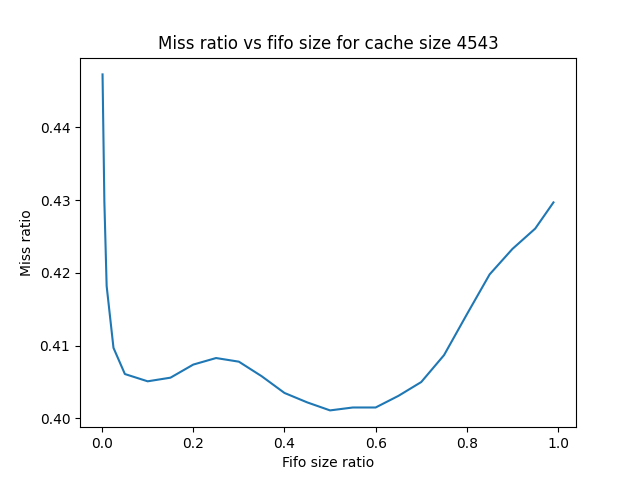 Miss ratio vs fifo size for cache size 4543
Miss ratio
0.44
0.43
0.42
0.41
0.40
0.0 0.2 0.4 0.6 0.8 1.0
Fifo size ratio